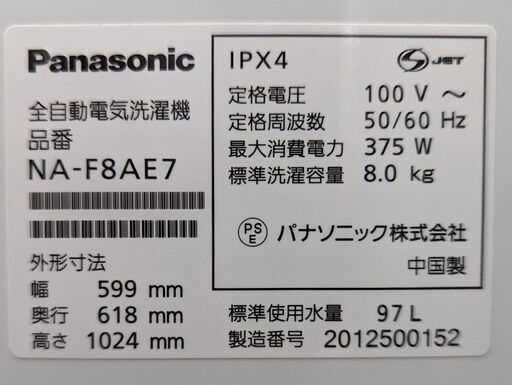 Panasonic
全自動電気洗濯機
品番
NA-F8AE7
外形寸法
幅 599 mm
奥行 618 mm
高さ 1024 mm
IPX4
S JET
定格電圧 100 V ～
定格周波数 50/60 Hz
最大消費電力 375 W
標準洗濯容量 8.0 kg
PS
E
パナソニック株式会社
中国製
標準使用水量 97 L
製造番号 2012500152